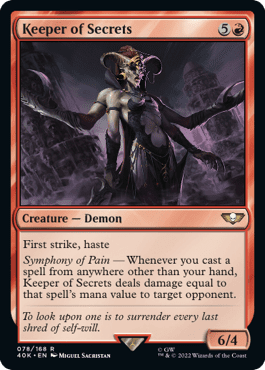 Keeper of Secrets 5
Creature — Demon
First strike, haste
Symphony of Pain — Whenever you cast a
spell from anywhere other than your hand,
Keeper of Secrets deals damage equal to
that spell's mana value to target opponent.
To look upon one is to surrender every last
shred of self-will.
6/4
078/168 R
40K • EN MIGUEL SACRISTAN
© GW
™ & © 2022 Wizards of the Coast